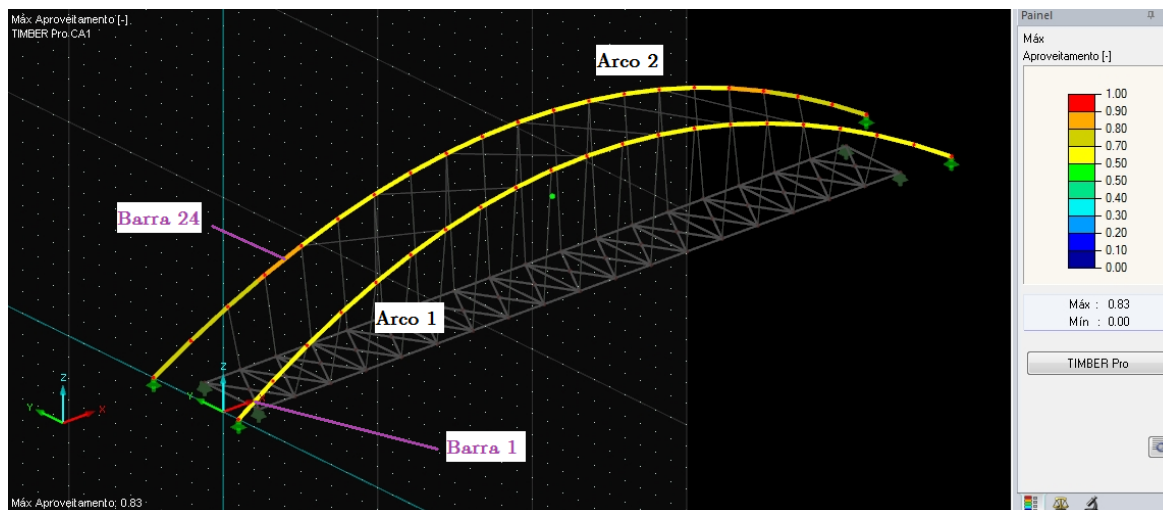 Máx Aproveitamento [-]
TIMBER Pro CA1
Arco 2
Barra 24
Arco 1
Barra 1
Z
Y
X
Z
Y
Máx Aproveitamento: 0.83
Painel
Máx
Aproveitamento [-]
1.00
0.90
0.80
0.70
0.50
0.50
0.40
0.30
0.20
0.10
0.00
Máx : 0.83
Mín : 0.00
TIMBER Pro